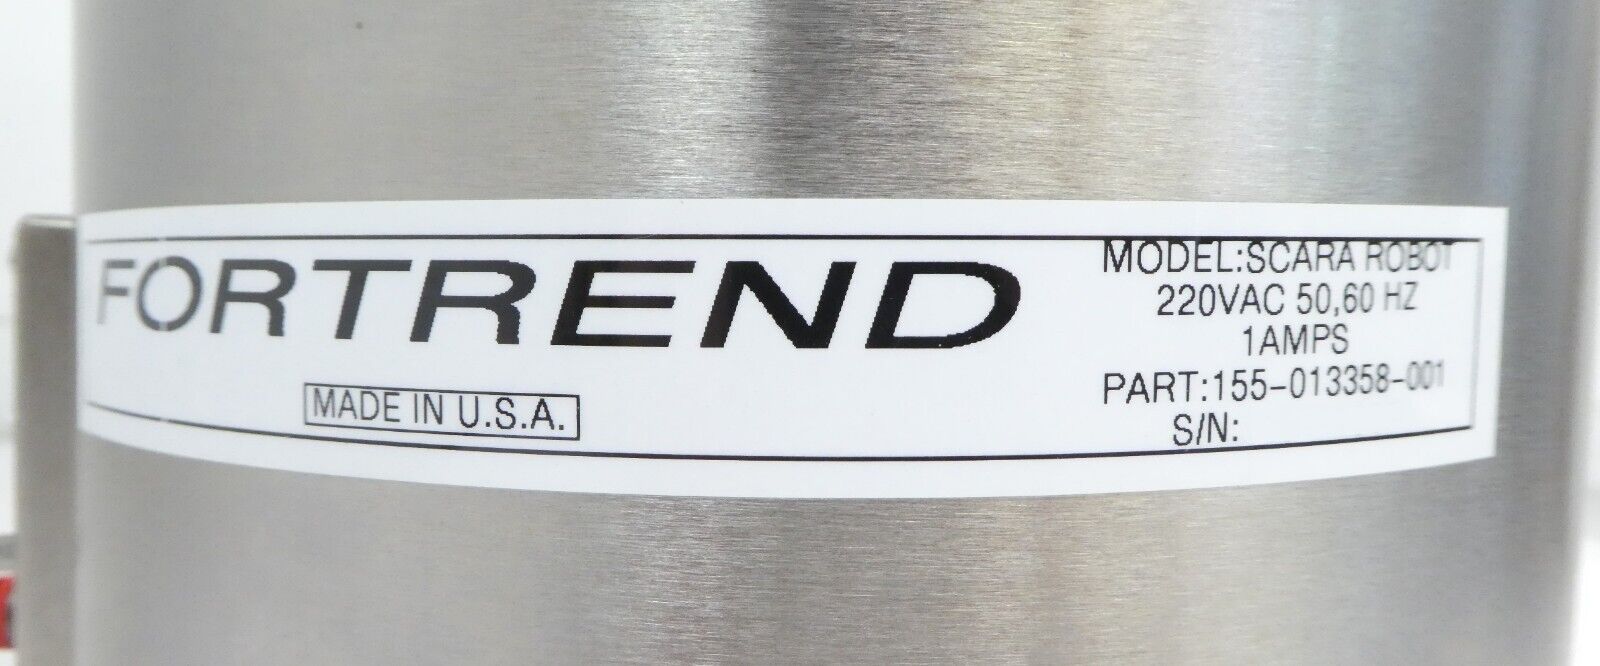 FORTREND
MADE IN U.S.A.
MODEL:SCARA ROBOT
220VAC 50,60 HZ
1AMPS
PART:155-013358-001
S/N: